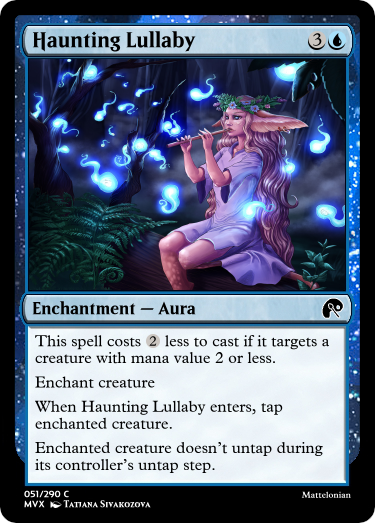 Haunting Lullaby 3
Enchantment — Aura
This spell costs 2 less to cast if it targets a
creature with mana value 2 or less.
Enchant creature
When Haunting Lullaby enters, tap
enchanted creature.
Enchanted creature doesn't untap during
its controller's untap step.
051/290 C
MVX Tatiana Sivakozova
Mattelonian